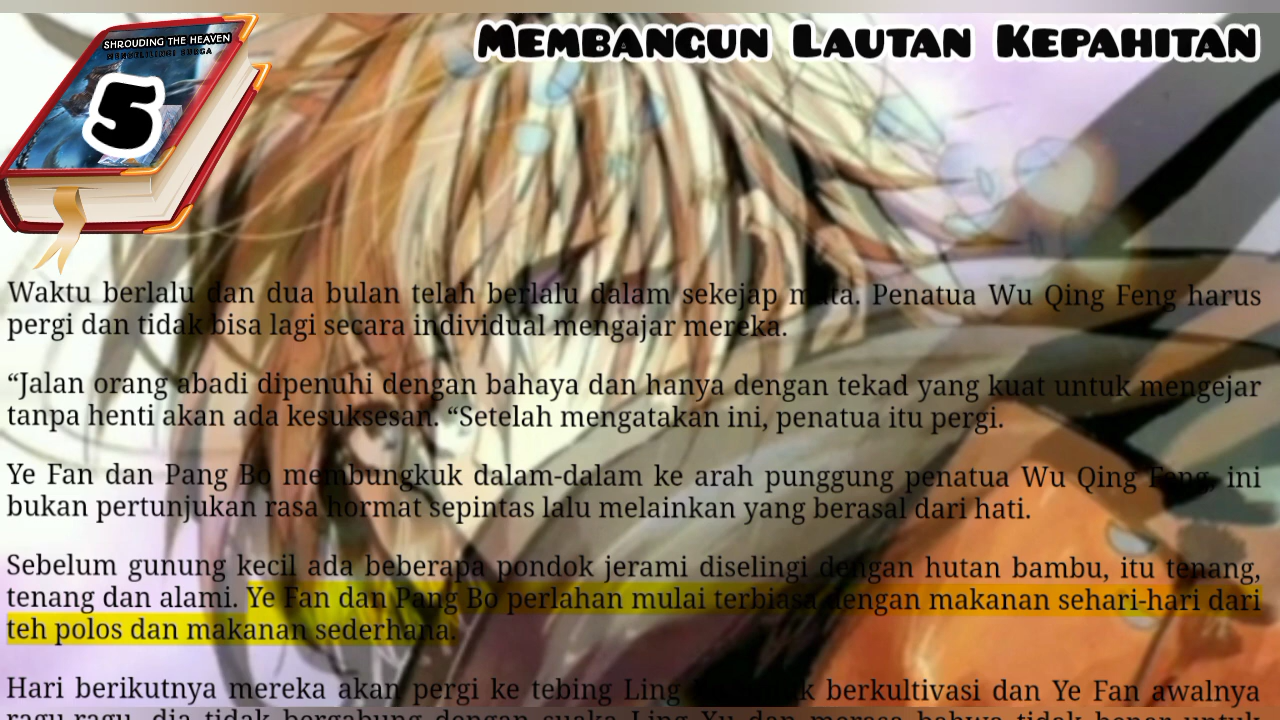 SHROUDING THE HEAVEN
5
Membangun Lautan Kepahitan
Waktu berlalu dan dua bulan telah berlalu dalam sekejap mata. Penatua Wu Qing Feng harus
pergi dan tidak bisa lagi secara individual mengajar mereka.
“Jalan orang abadi dipenuhi dengan bahaya dan hanya dengan tekad yang kuat untuk mengejar
tanpa henti akan ada kesuksesan. “Setelah mengatakan ini, penatua itu pergi.
Ye Fan dan Pang Bo membungkuk dalam-dalam ke arah punggung penatua Wu Qing Feng, ini
bukan pertunjukan rasa hormat sepintas lalu melainkan yang berasal dari hati.
Sebelum gunung kecil ada beberapa pondok jerami diselingi dengan hutan bambu, itu tenang,
tenang dan alami. Ye Fan dan Pang Bo perlahan mulai terbiasa dengan makanan sehari-hari dari
teh polos dan makanan sederhana.
Hari berikutnya mereka akan pergi ke tebing Ling berkultivasi dan Ye Fan awalnya